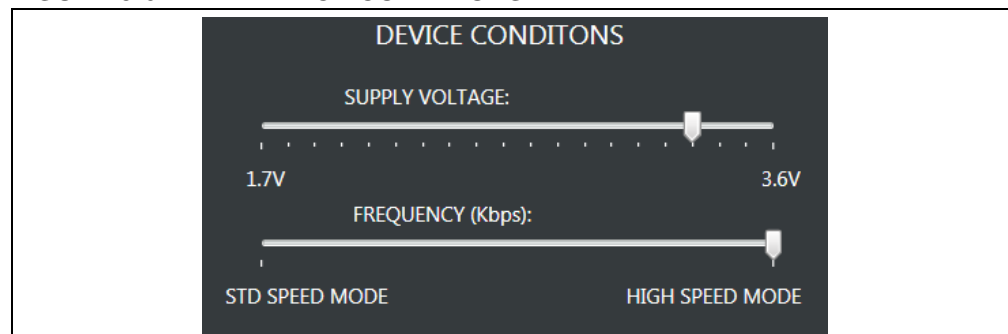 DEVICE CONDITONS
SUPPLY VOLTAGE:
1.7V 3.6V
FREQUENCY (Kbps):
STD SPEED MODE HIGH SPEED MODE